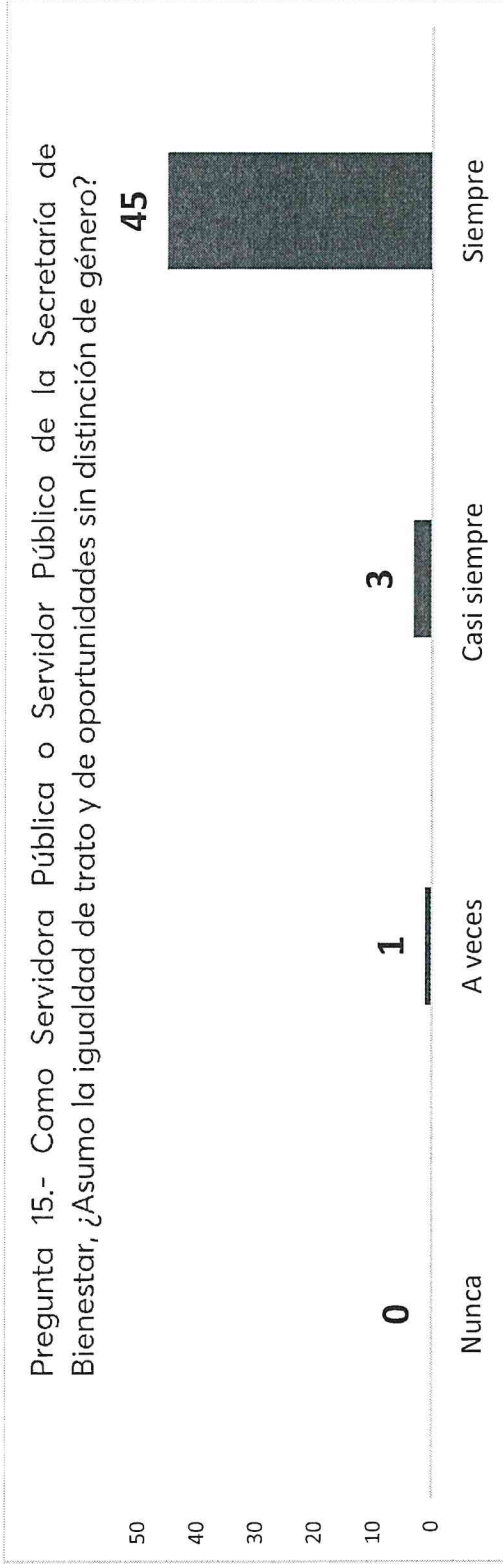 Pregunta 15.- Como Servidora Pública o Servidor Público de la Secretaría de
Bienestar, ¿Asumo la igualdad de trato y de oportunidades sin distinción de género?
50
40
30
20
10
0
0
1
3
45
Nunca
A veces
Casi siempre
Siempre